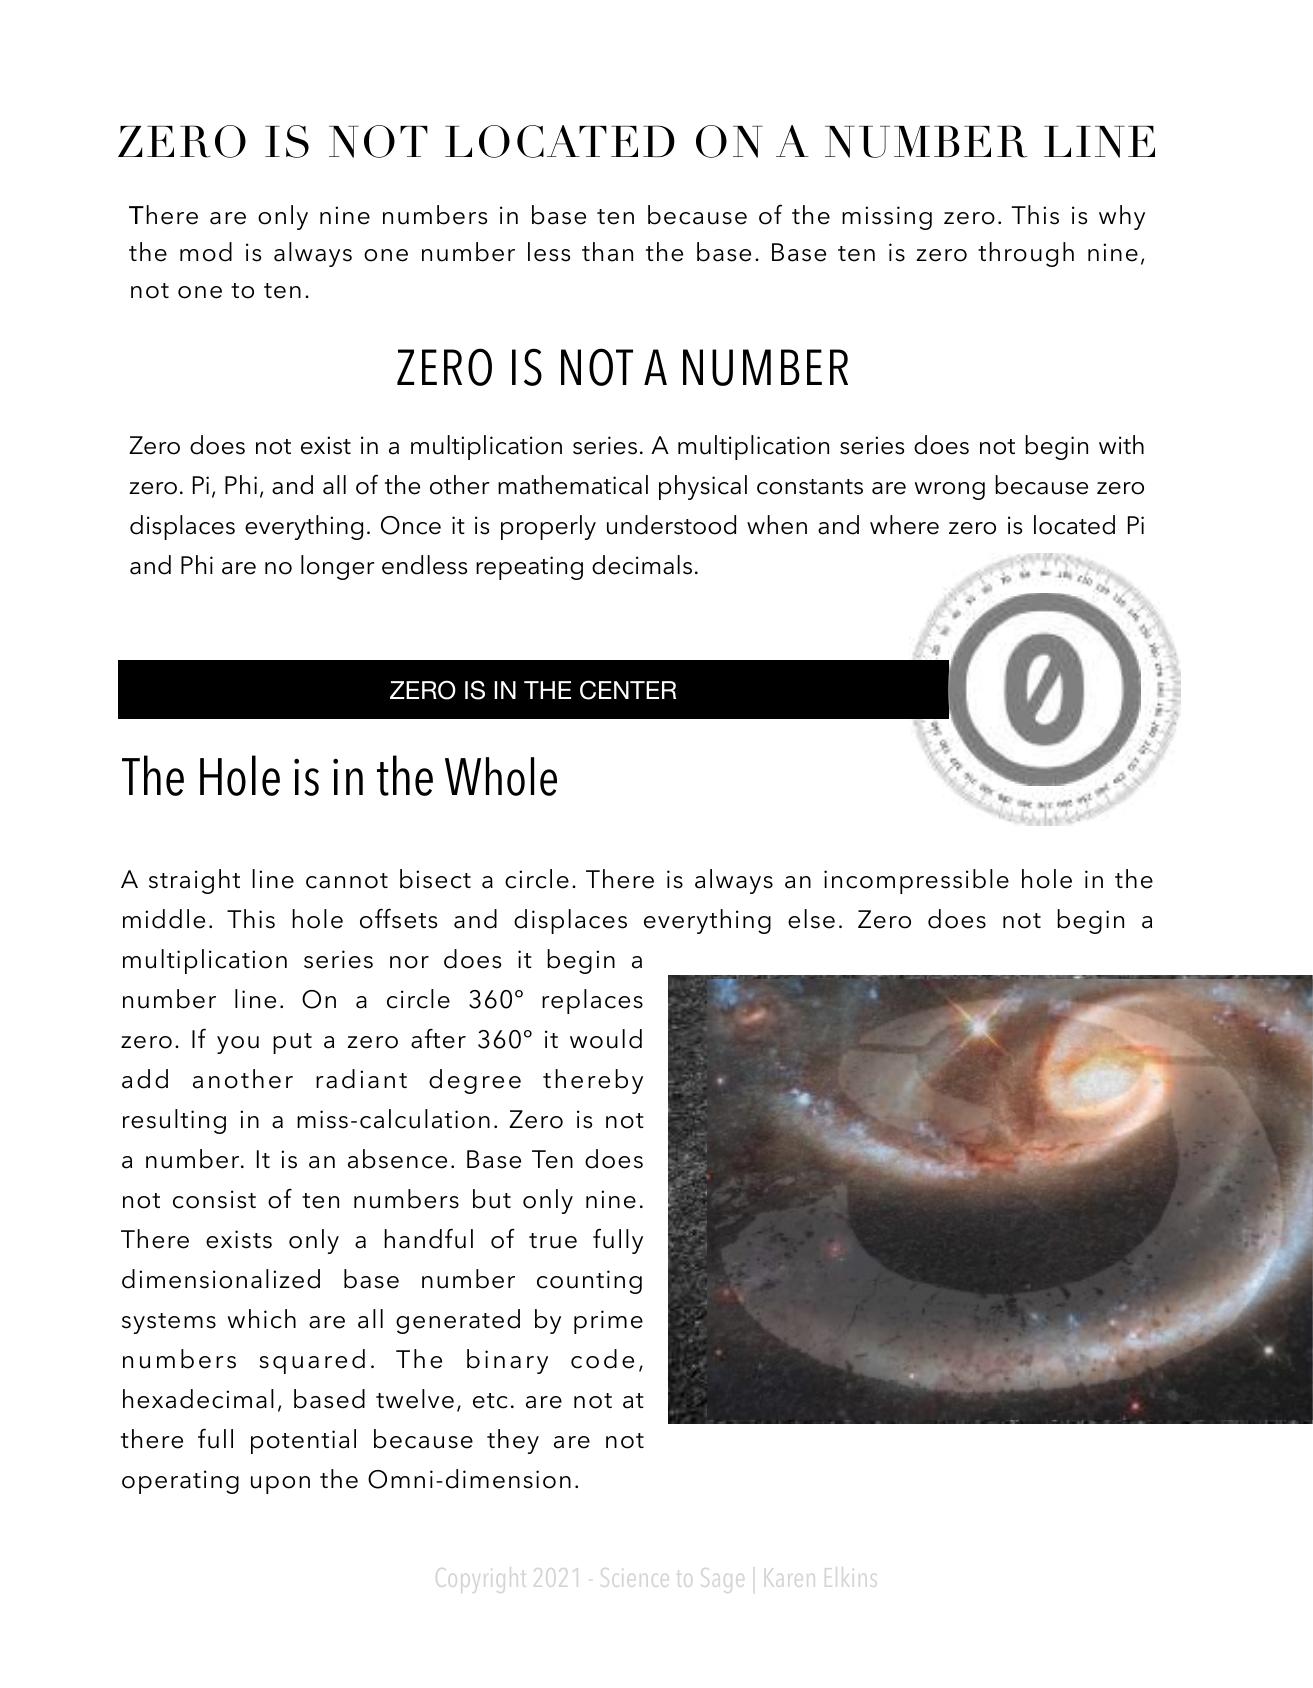 ZERO IS NOT LOCATED ON A NUMBER LINE
There are only nine numbers in base ten because of the missing zero. This is why
the mod is always one number less than the base. Base ten is zero through nine,
not one to ten.
ZERO IS NOT A NUMBER
Zero does not exist in a multiplication series. A multiplication series does not begin with
zero. Pi, Phi, and all of the other mathematical physical constants are wrong because zero
displaces everything. Once it is properly understood when and where zero is located Pi
and Phi are no longer endless repeating decimals.
ZERO IS IN THE CENTER
0
The Hole is in the Whole
A straight line cannot bisect a circle. There is always an incompressible hole in the
middle. This hole offsets and displaces everything else. Zero does not begin a
multiplication series nor does it begin a
number line. On a circle 360º replaces
zero. If you put a zero after 360º it would
add another radiant degree thereby
resulting in a miss-calculation. Zero is not
a number. It is an absence. Base Ten does
not consist of ten numbers but only nine.
There exists only a handful of true fully
dimensionalized base number counting
systems which are all generated by prime
numbers squared. The binary code,
hexadecimal, based twelve, etc. are not at
there full potential because they are not
operating upon the Omni-dimension.
Copyright 2021 - Science to Sage | Karen Elkins